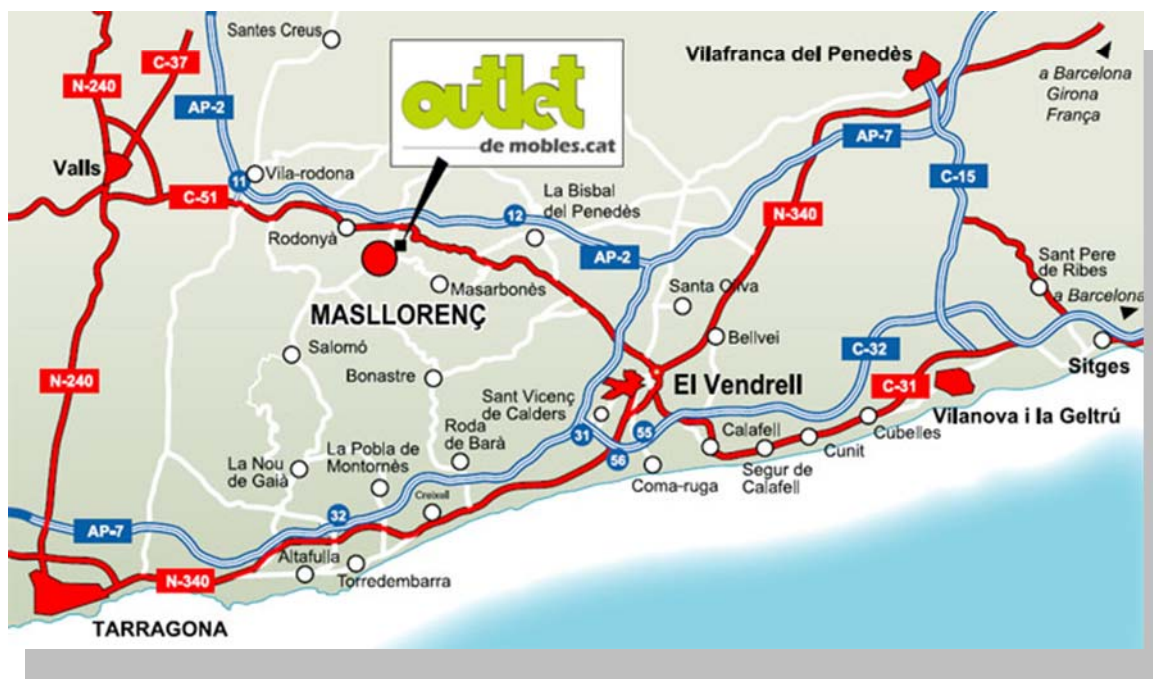 Santes Creus
C-37
N-240
AP-2
outlet
de mobles.cat
Vilafranca del Penedès
a Barcelona
Girona
França
AP-7
Valls
11
Vila-rodona
C-51
C-15
La Bisbal
del Penedès
12
N-340
Rodonyà
AP-2
Sant Pere
de Ribes
Masarbonès
Santa Oliva
a Barcelona
MASLLORENÇ
Bellvei
Salomó
C-32
Sitges
N-240
Bonastre
El Vendrell
C-31
Sant Vicenç
de Calders
Vilanova i la Geltrú
Roda
de Barà
31
55
Calafell
Cubelles
La Pobla de
Montornès
Cunit
La Nou
de Gaià
56
Segur de
Calafell
Coma-ruga
Creixell
32
AP-7
Altafulla
N-340
Torredembarra
TARRAGONA